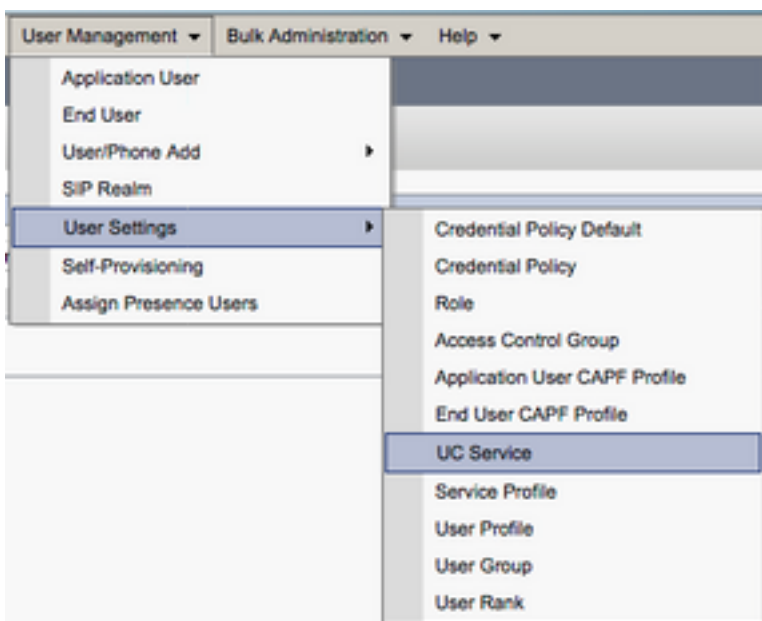 User Management Bulk Administration Help
Application User
End User
User/Phone Add
SIP Realm
User Settings
Self-Provisioning
Assign Presence Users
Credential Policy Default
Credential Policy
Role
Access Control Group
Application User CAPF Profile
End User CAPF Profile
UC Service
Service Profile
User Profile
User Group
User Rank